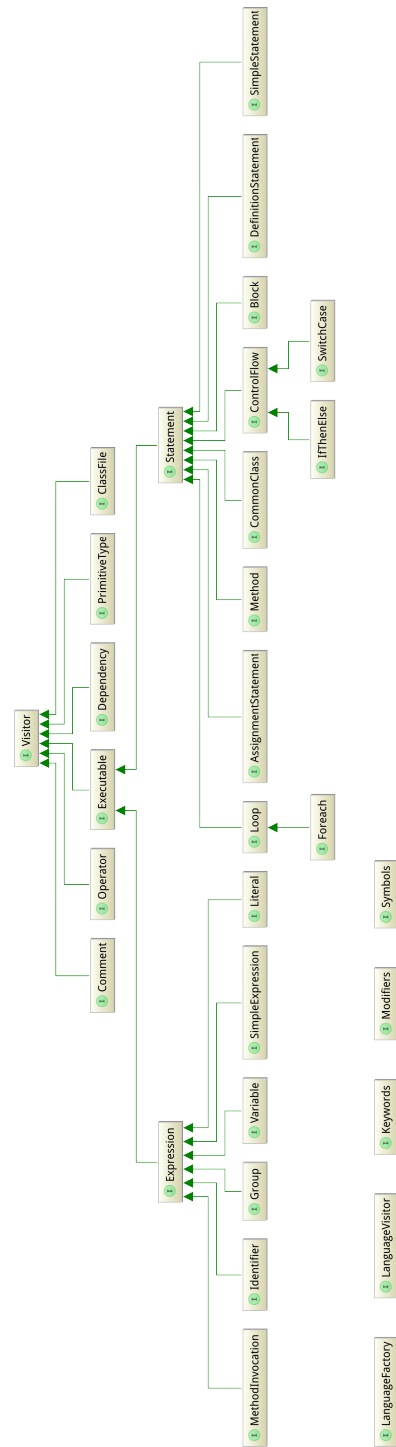 Visitor
Comment
Operator
Executable
Dependency
PrimitiveType
ClassFile
Expression
Statement
MethodInvocation
Identifier
Group
Variable
SimpleExpression
Literal
Loop
AssignmentStatement
Method
CommonClass
ControlFlow
Block
DefinitionStatement
SimpleStatement
Foreach
IfThenElse
SwitchCase
LanguageFactory
LanguageVisitor
Keywords
Modifiers
Symbols